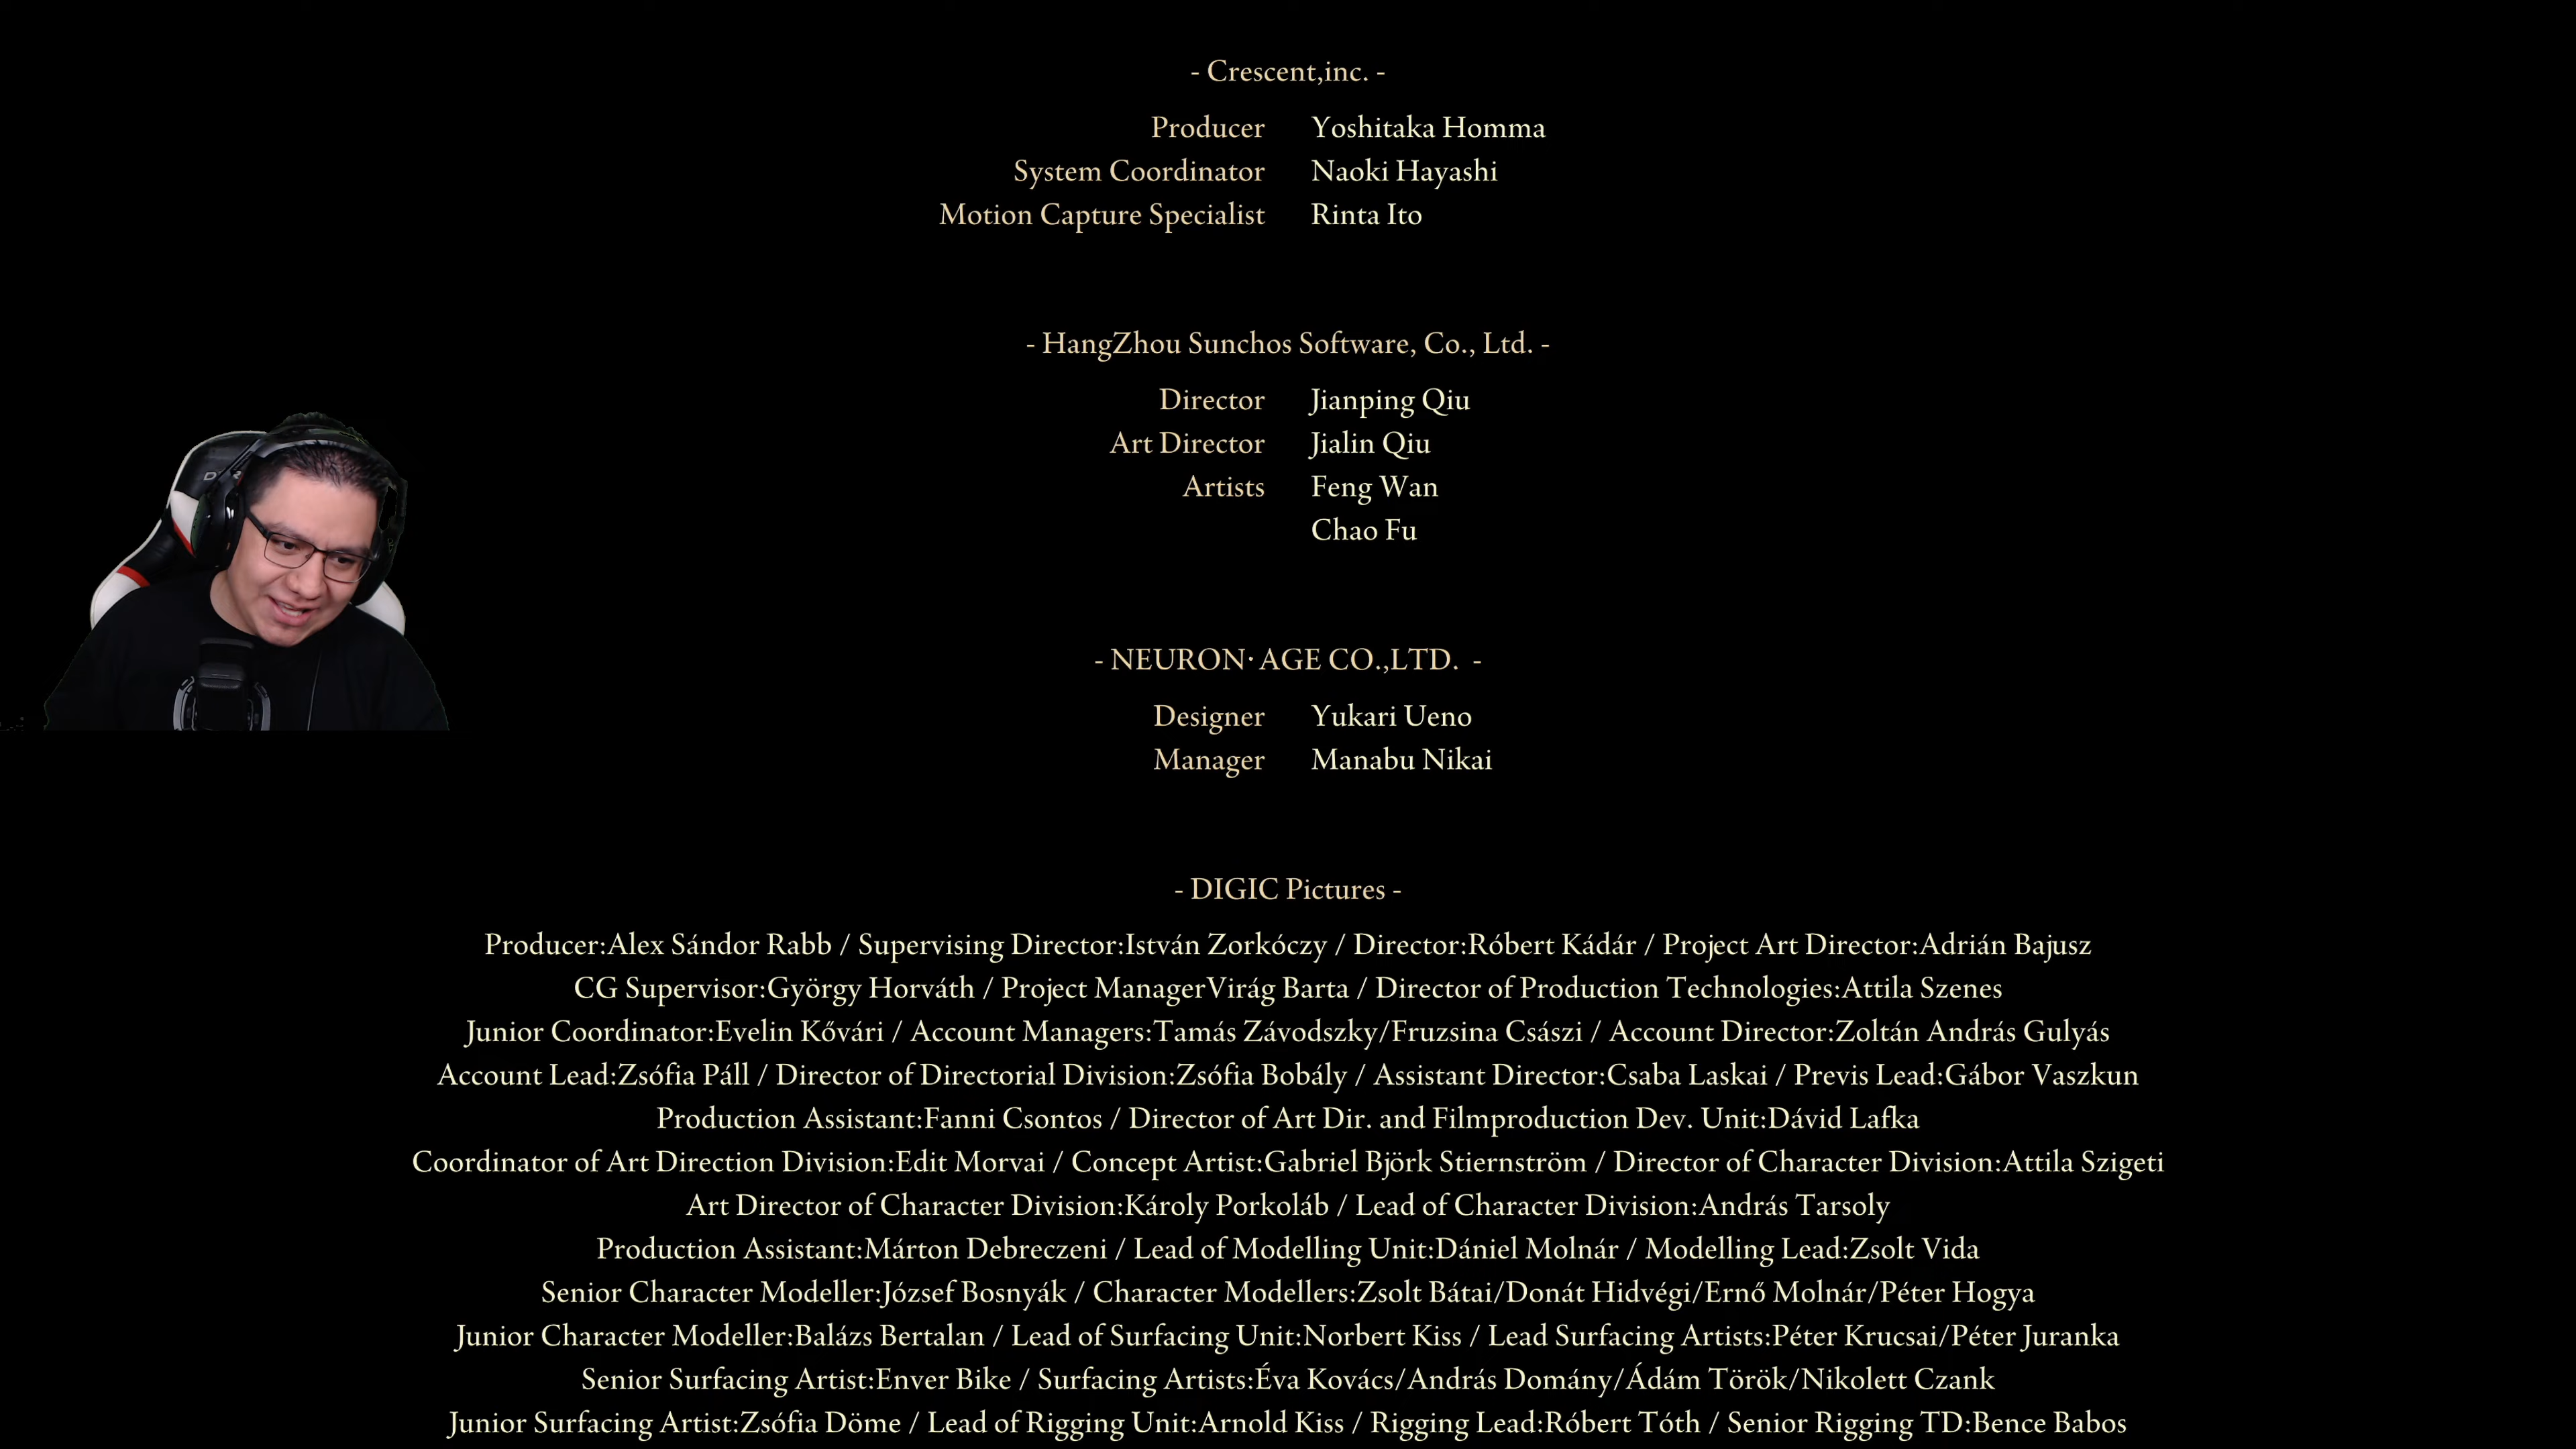 - Crescent,inc. -
Producer Yoshitaka Homma
System Coordinator Naoki Hayashi
Motion Capture Specialist Rinta Ito
- HangZhou Sunchos Software, Co., Ltd. -
Director Jianping Qiu
Art Director Jialin Qiu
Artists Feng Wan
Chao Fu
- NEURON·AGE CO.,LTD. -
Designer Yukari Ueno
Manager Manabu Nikai
- DIGIC Pictures -
Producer:Alex Sándor Rabb / Supervising Director:István Zorkóczy / Director:Róbert Kádár / Project Art Director:Adrián Bajusz
CG Supervisor:György Horváth / Project ManagerVirág Barta / Director of Production Technologies:Attila Szenes
Junior Coordinator:Evelin Kővári / Account Managers:Tamás Závodszky/Fruzsina Császi / Account Director:Zoltán András Gulyás
Account Lead:Zsófia Páll / Director of Directorial Division:Zsófia Bobály / Assistant Director:Csaba Laskai / Previs Lead:Gábor Vaszkun
Production Assistant:Fanni Csontos / Director of Art Dir. and Filmproduction Dev. Unit:Dávid Lafka
Coordinator of Art Direction Division:Edit Morvai / Concept Artist:Gabriel Björk Stiernström / Director of Character Division:Attila Szigeti
Art Director of Character Division:Károly Porkoláb / Lead of Character Division:András Tarsoly
Production Assistant:Márton Debreczeni / Lead of Modelling Unit:Dániel Molnár / Modelling Lead:Zsolt Vida
Senior Character Modeller:József Bosnyák / Character Modellers:Zsolt Bátai/Donát Hidvégi/Ernő Molnár/Péter Hogya
Junior Character Modeller:Balázs Bertalan / Lead of Surfacing Unit:Norbert Kiss / Lead Surfacing Artists:Péter Krucsai/Péter Juranka
Senior Surfacing Artist:Enver Bike / Surfacing Artists:Éva Kovács/András Domány/Ádám Török/Nikolett Czank
Junior Surfacing Artist:Zsófia Döme / Lead of Rigging Unit:Arnold Kiss / Rigging Lead:Róbert Tóth / Senior Rigging TD:Bence Babos